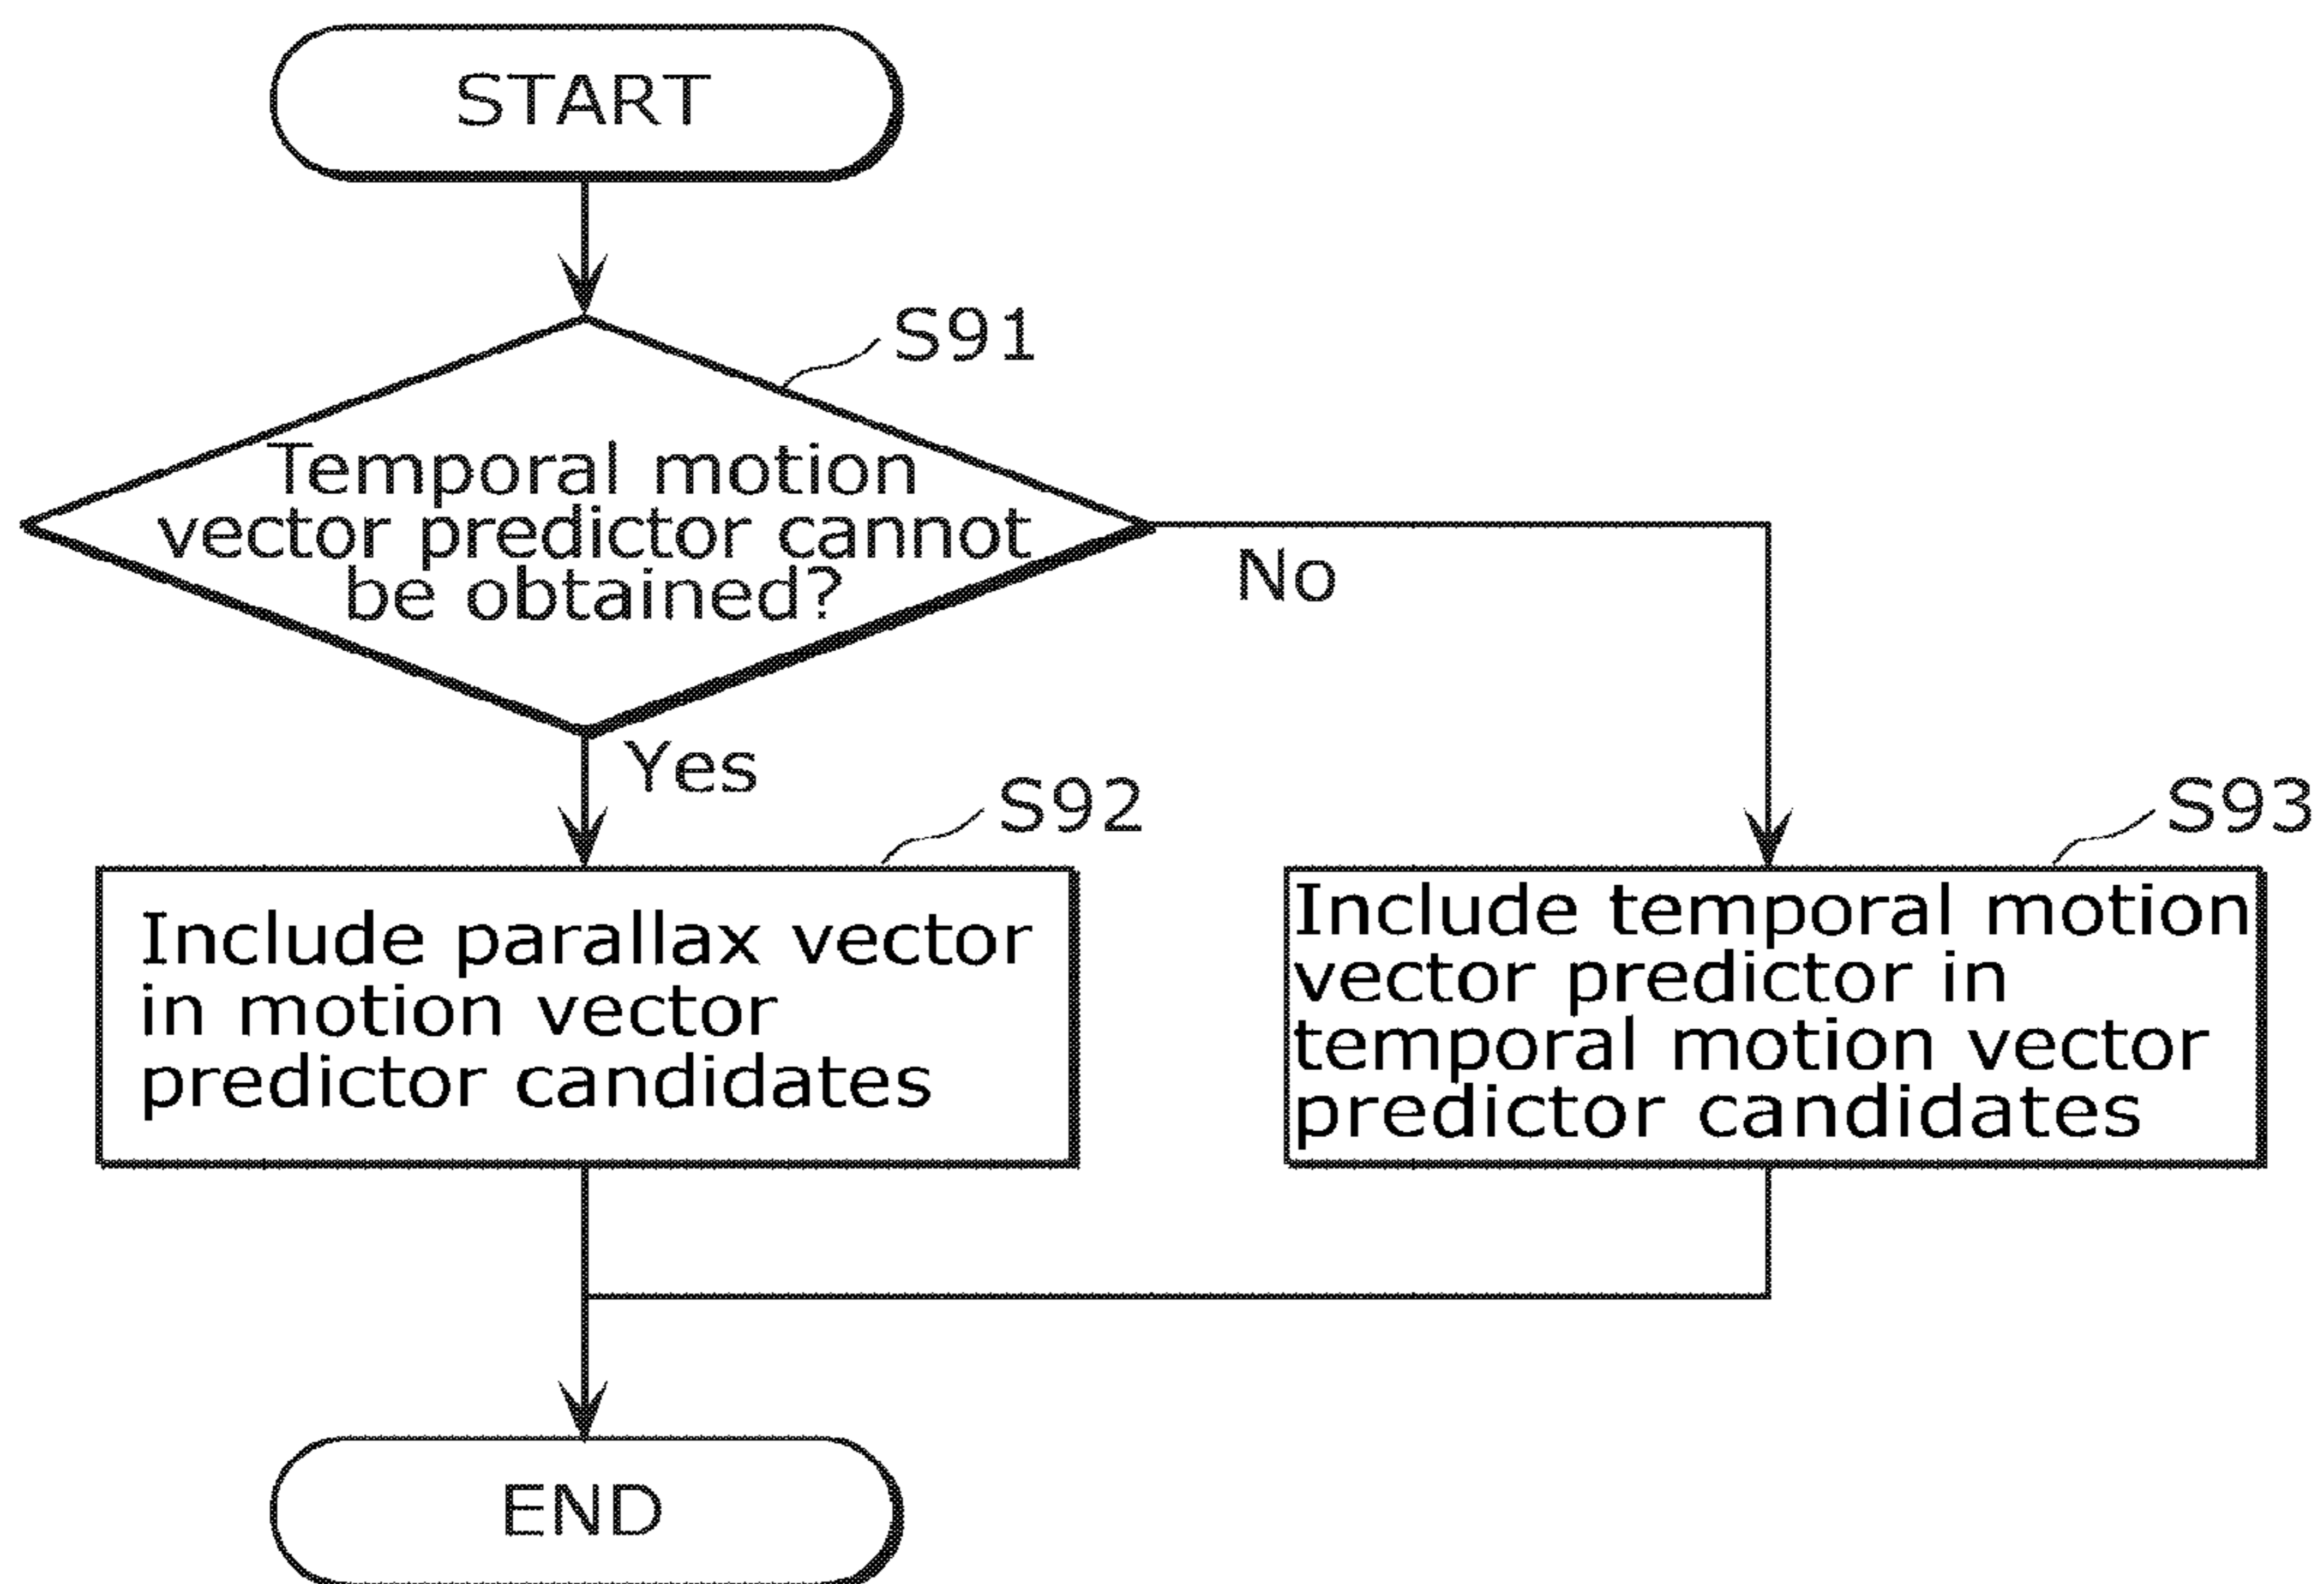 START
S91
Temporal motion
vector predictor cannot
be obtained?
No
Yes
S92
Include parallax vector
in motion vector
predictor candidates
S93
Include temporal motion
vector predictor in
temporal motion vector
predictor candidates
END